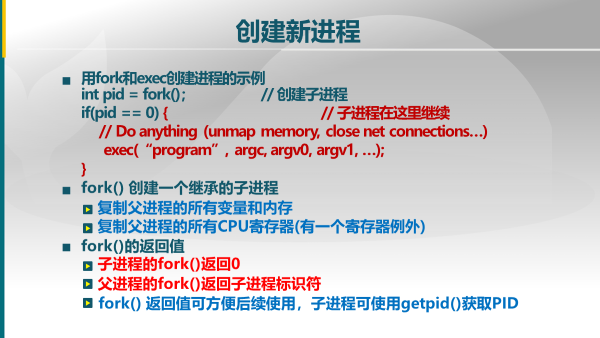 创建新进程
用fork和exec创建进程的示例
int pid = fork(); // 创建子进程
if(pid == 0) { // 子进程在这里继续
// Do anything (unmap memory, close net connections…)
exec(“program”, argc, argv0, argv1, …);
}
fork() 创建一个继承的子进程
复制父进程的所有变量和内存
复制父进程的所有CPU寄存器(有一个寄存器例外)
fork()的返回值
子进程的fork()返回0
父进程的fork()返回子进程标识符
fork() 返回值可方便后续使用，子进程可使用getpid()获取PID